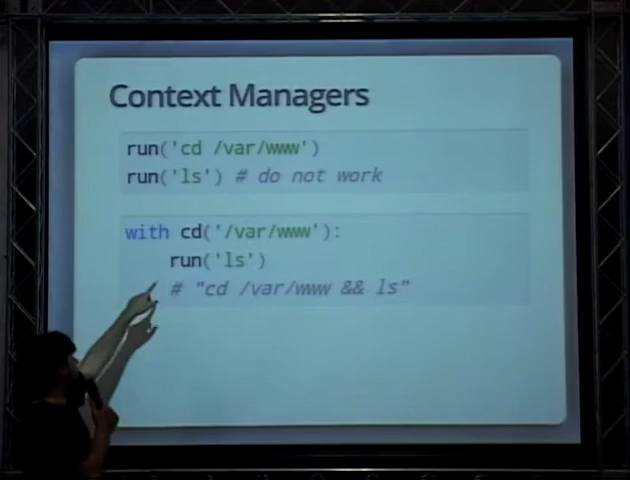 Context Managers
run('cd /var/www')
run('ls') # do not work
with cd('/var/www'):
run('ls')
# "cd /var/www && ls"